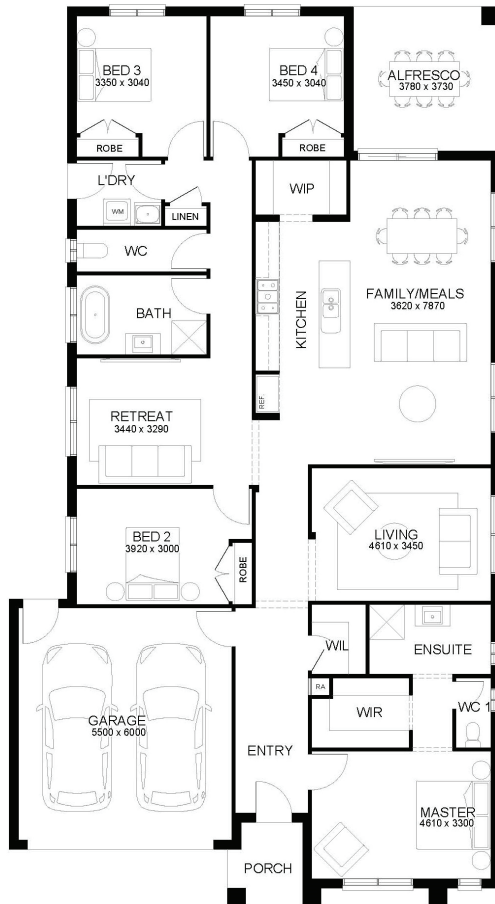 BED 3
3350 x 3040
BED 4
3450 x 3040
ALFRESCO
3780 x 3730
ROBE
ROBE
L'DRY
WM
LINEN
WIP
WC
BATH
KITCHEN
FAMILY/MEALS
3620 x 7870
REF
RETREAT
3440 x 3290
BED 2
3920 x 3000
ROBE
LIVING
4610 x 3450
WIL
ENSUITE
RA
WIR
WC 1
GARAGE
5500 x 6000
ENTRY
MASTER
4610 x 3300
PORCH